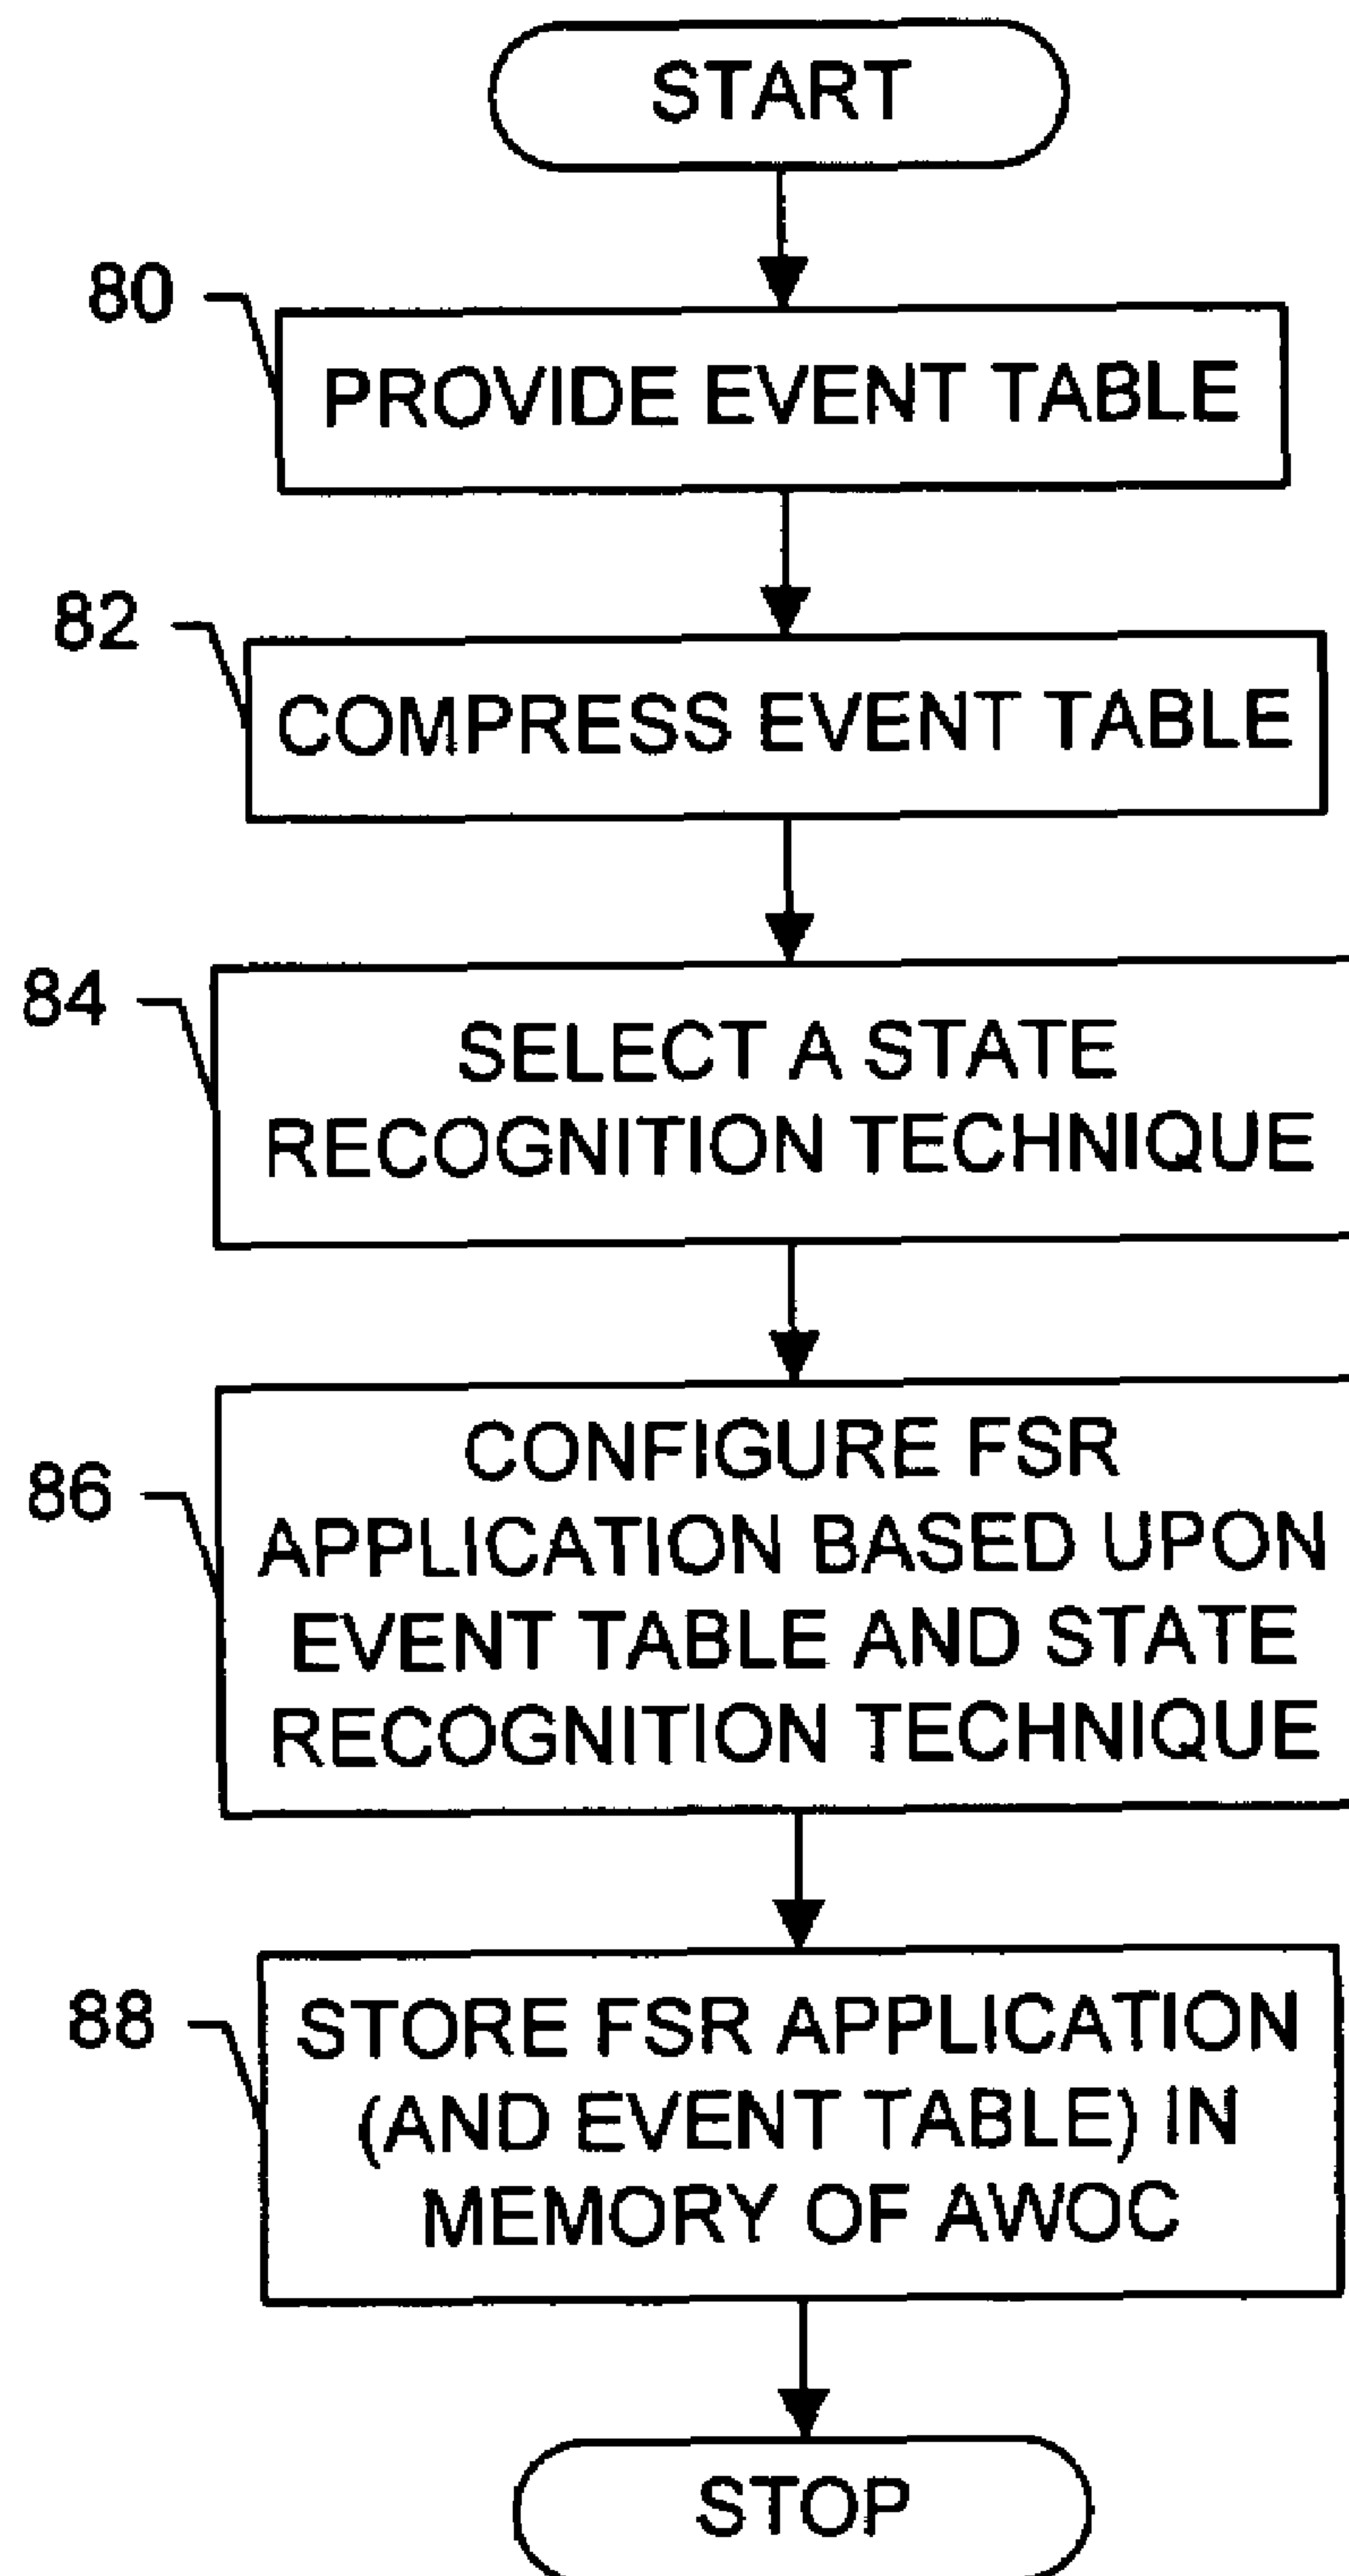 START
80
PROVIDE EVENT TABLE
82
COMPRESS EVENT TABLE
84
SELECT A STATE
RECOGNITION TECHNIQUE
86
CONFIGURE FSR
APPLICATION BASED UPON
EVENT TABLE AND STATE
RECOGNITION TECHNIQUE
88
STORE FSR APPLICATION
(AND EVENT TABLE) IN
MEMORY OF AWOC
STOP